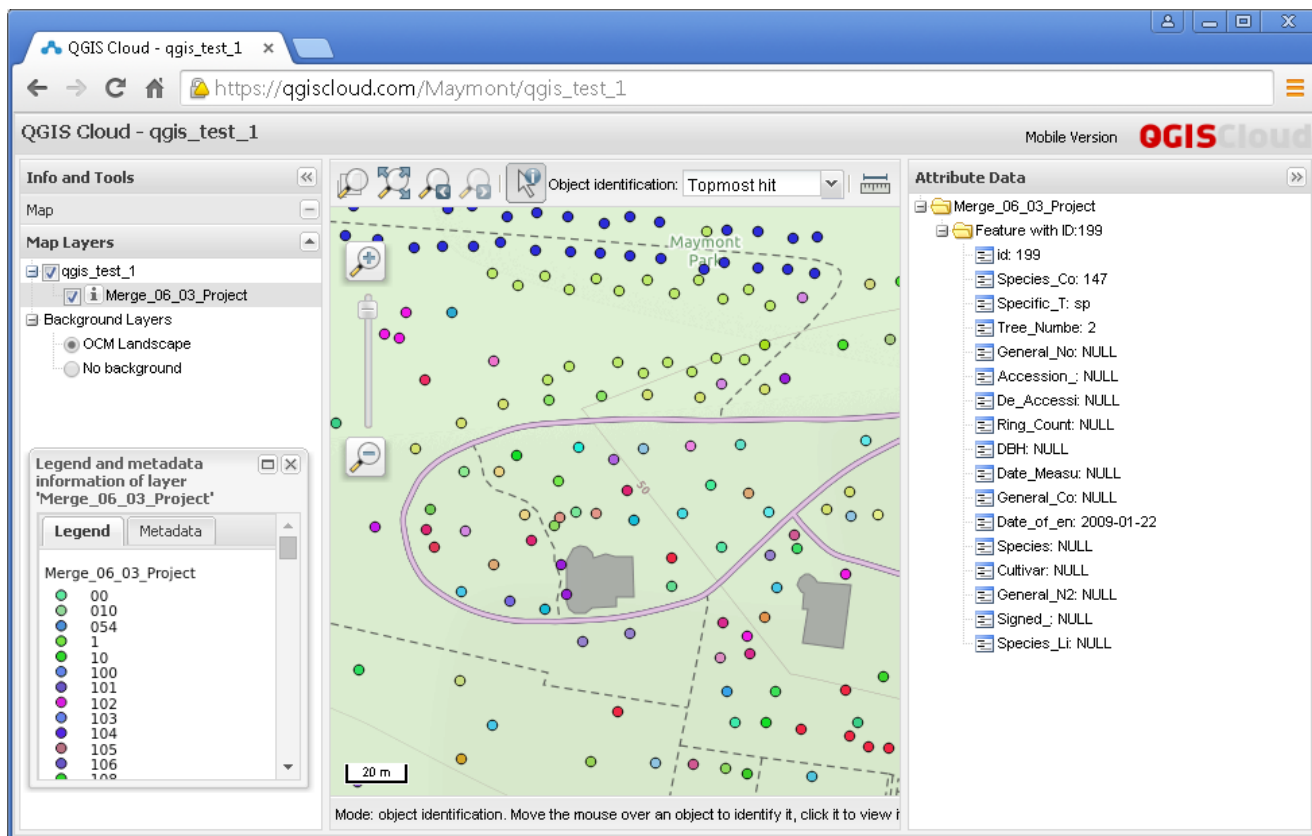 QGIS Cloud - qgis_test_1
https://qgiscloud.com/Maymont/qgis_test_1
QGIS Cloud - qgis_test_1
Mobile Version
QGISCloud
Info and Tools
Map
Map Layers
qgis_test_1
Merge_06_03_Project
Background Layers
OCM Landscape
No background
Legend and metadata
information of layer
'Merge_06_03_Project'
Legend Metadata
Merge_06_03_Project
00
010
054
1
10
100
101
102
103
104
105
106
108
Object identification: Topmost hit
Maymont
Park
50
20 m
Mode: object identification. Move the mouse over an object to identify it, click it to view
Attribute Data
Merge_06_03_Project
Feature with ID:199
id: 199
Species_Co: 147
Specific_T: sp
Tree_Numbe: 2
General_No: NULL
Accession_: NULL
De_Accessi: NULL
Ring_Count: NULL
DBH: NULL
Date_Measu: NULL
General_Co: NULL
Date_of_en: 2009-01-22
Species: NULL
Cultivar: NULL
General_N2: NULL
Signed_: NULL
Species_Li: NULL